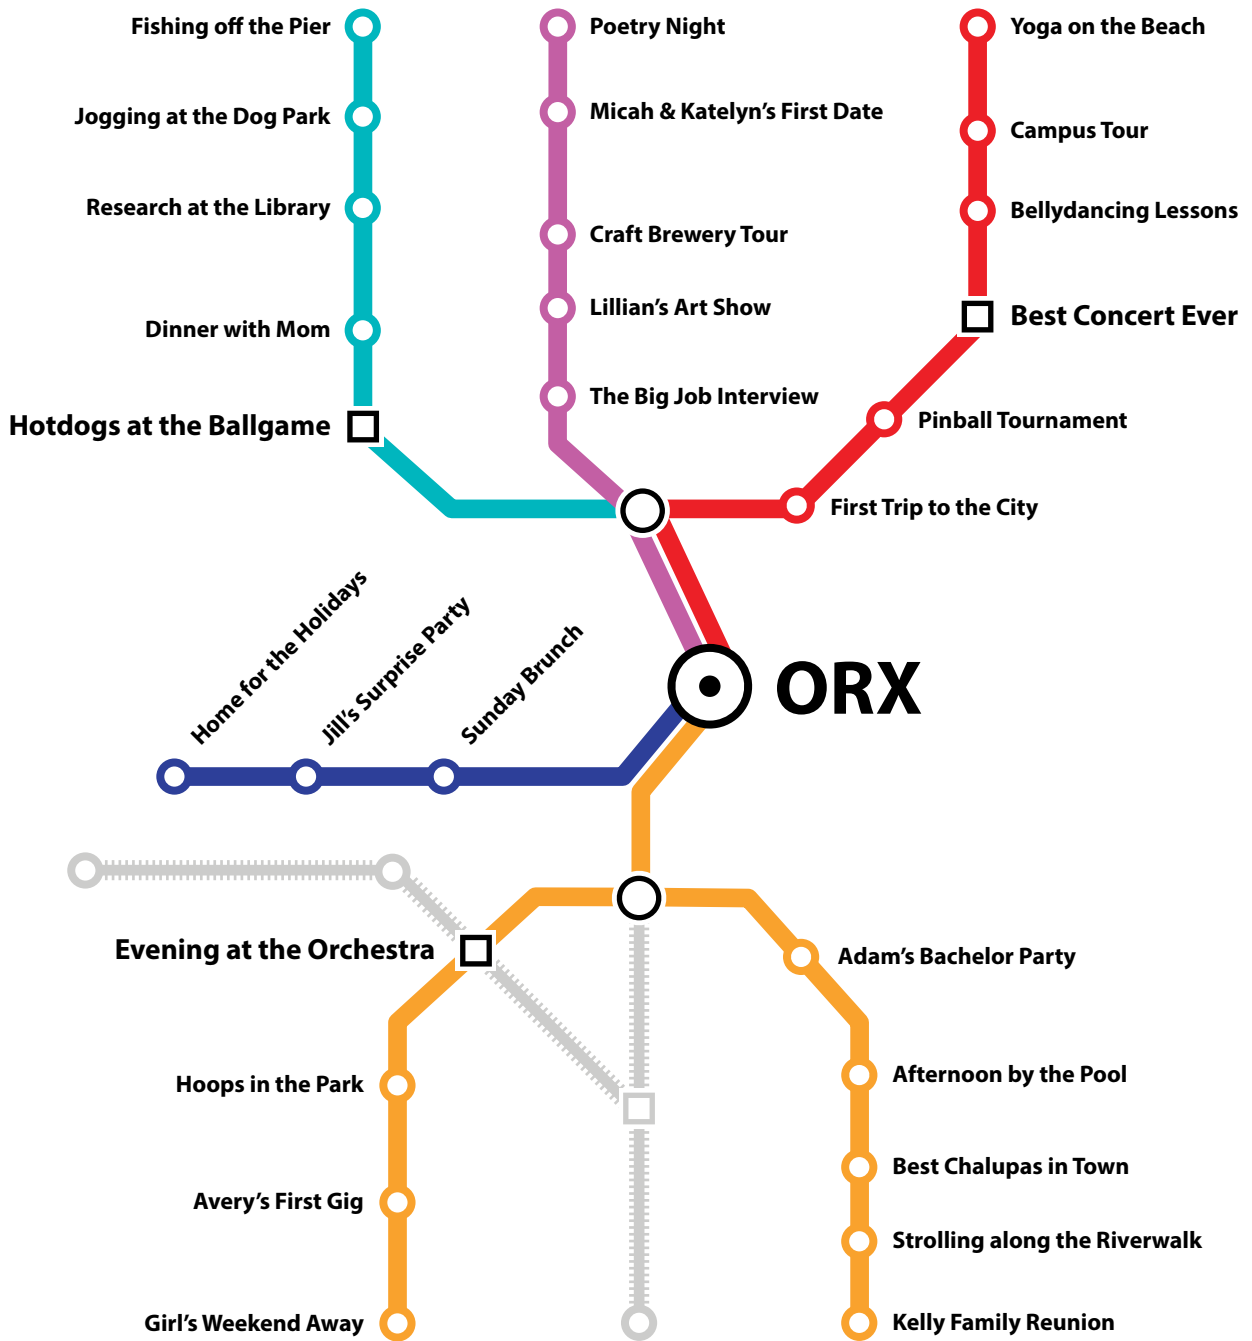 Fishing off the Pier
Poetry Night
Yoga on the Beach
Jogging at the Dog Park
Micah & Katelyn's First Date
Campus Tour
Research at the Library
Craft Brewery Tour
Bellydancing Lessons
Dinner with Mom
Lillian's Art Show
Best Concert Ever
Hotdogs at the Ballgame
The Big Job Interview
Pinball Tournament
First Trip to the City
Home for the Holidays
Jill's Surprise Party
Sunday Brunch
ORX
Evening at the Orchestra
Adam's Bachelor Party
Hoops in the Park
Afternoon by the Pool
Best Chalupas in Town
Avery's First Gig
Strolling along the Riverwalk
Girl's Weekend Away
Kelly Family Reunion